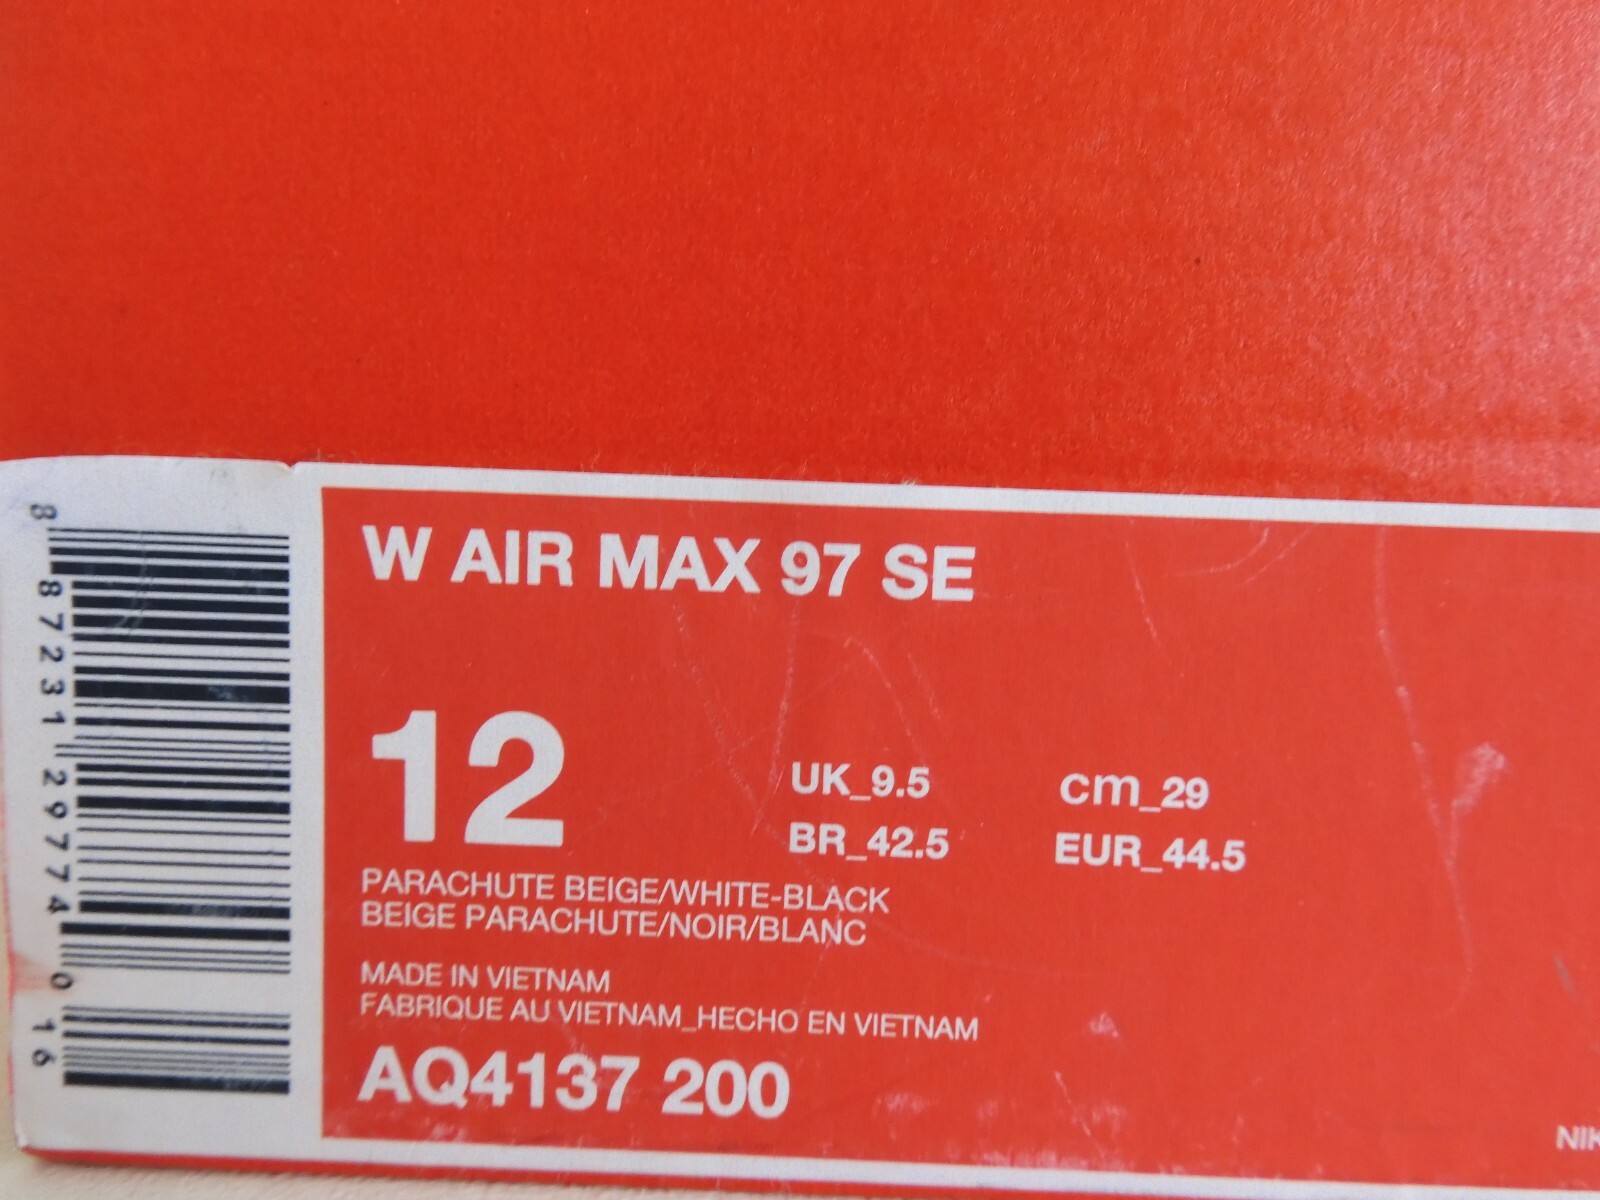 W AIR MAX 97 SE
12
UK_9.5 cm_29
BR_42.5 EUR_44.5
PARACHUTE BEIGE/WHITE-BLACK
BEIGE PARACHUTE/NOIR/BLANC
MADE IN VIETNAM
FABRIQUE AU VIETNAM_HECHO EN VIETNAM
AQ4137 200
8 87231 29774 0 16